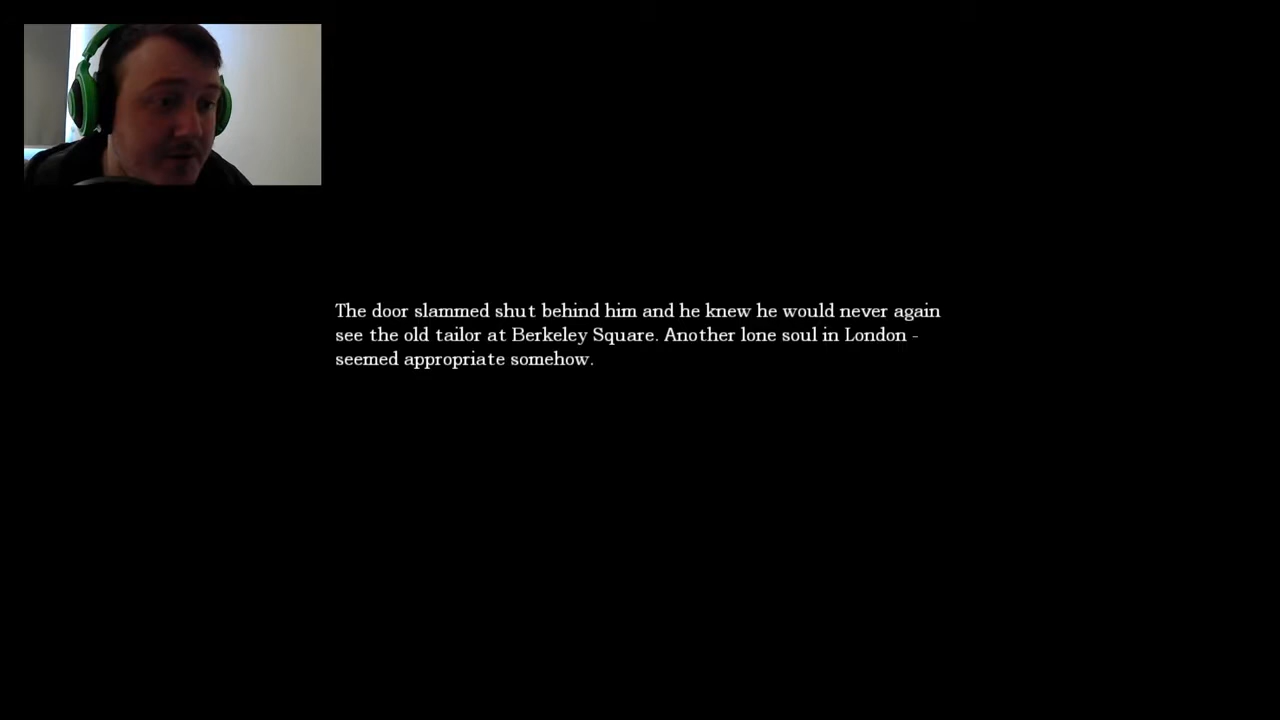 The door slammed shut behind him and he knew he would never again
see the old tailor at Berkeley Square. Another lone soul in London -
seemed appropriate somehow.